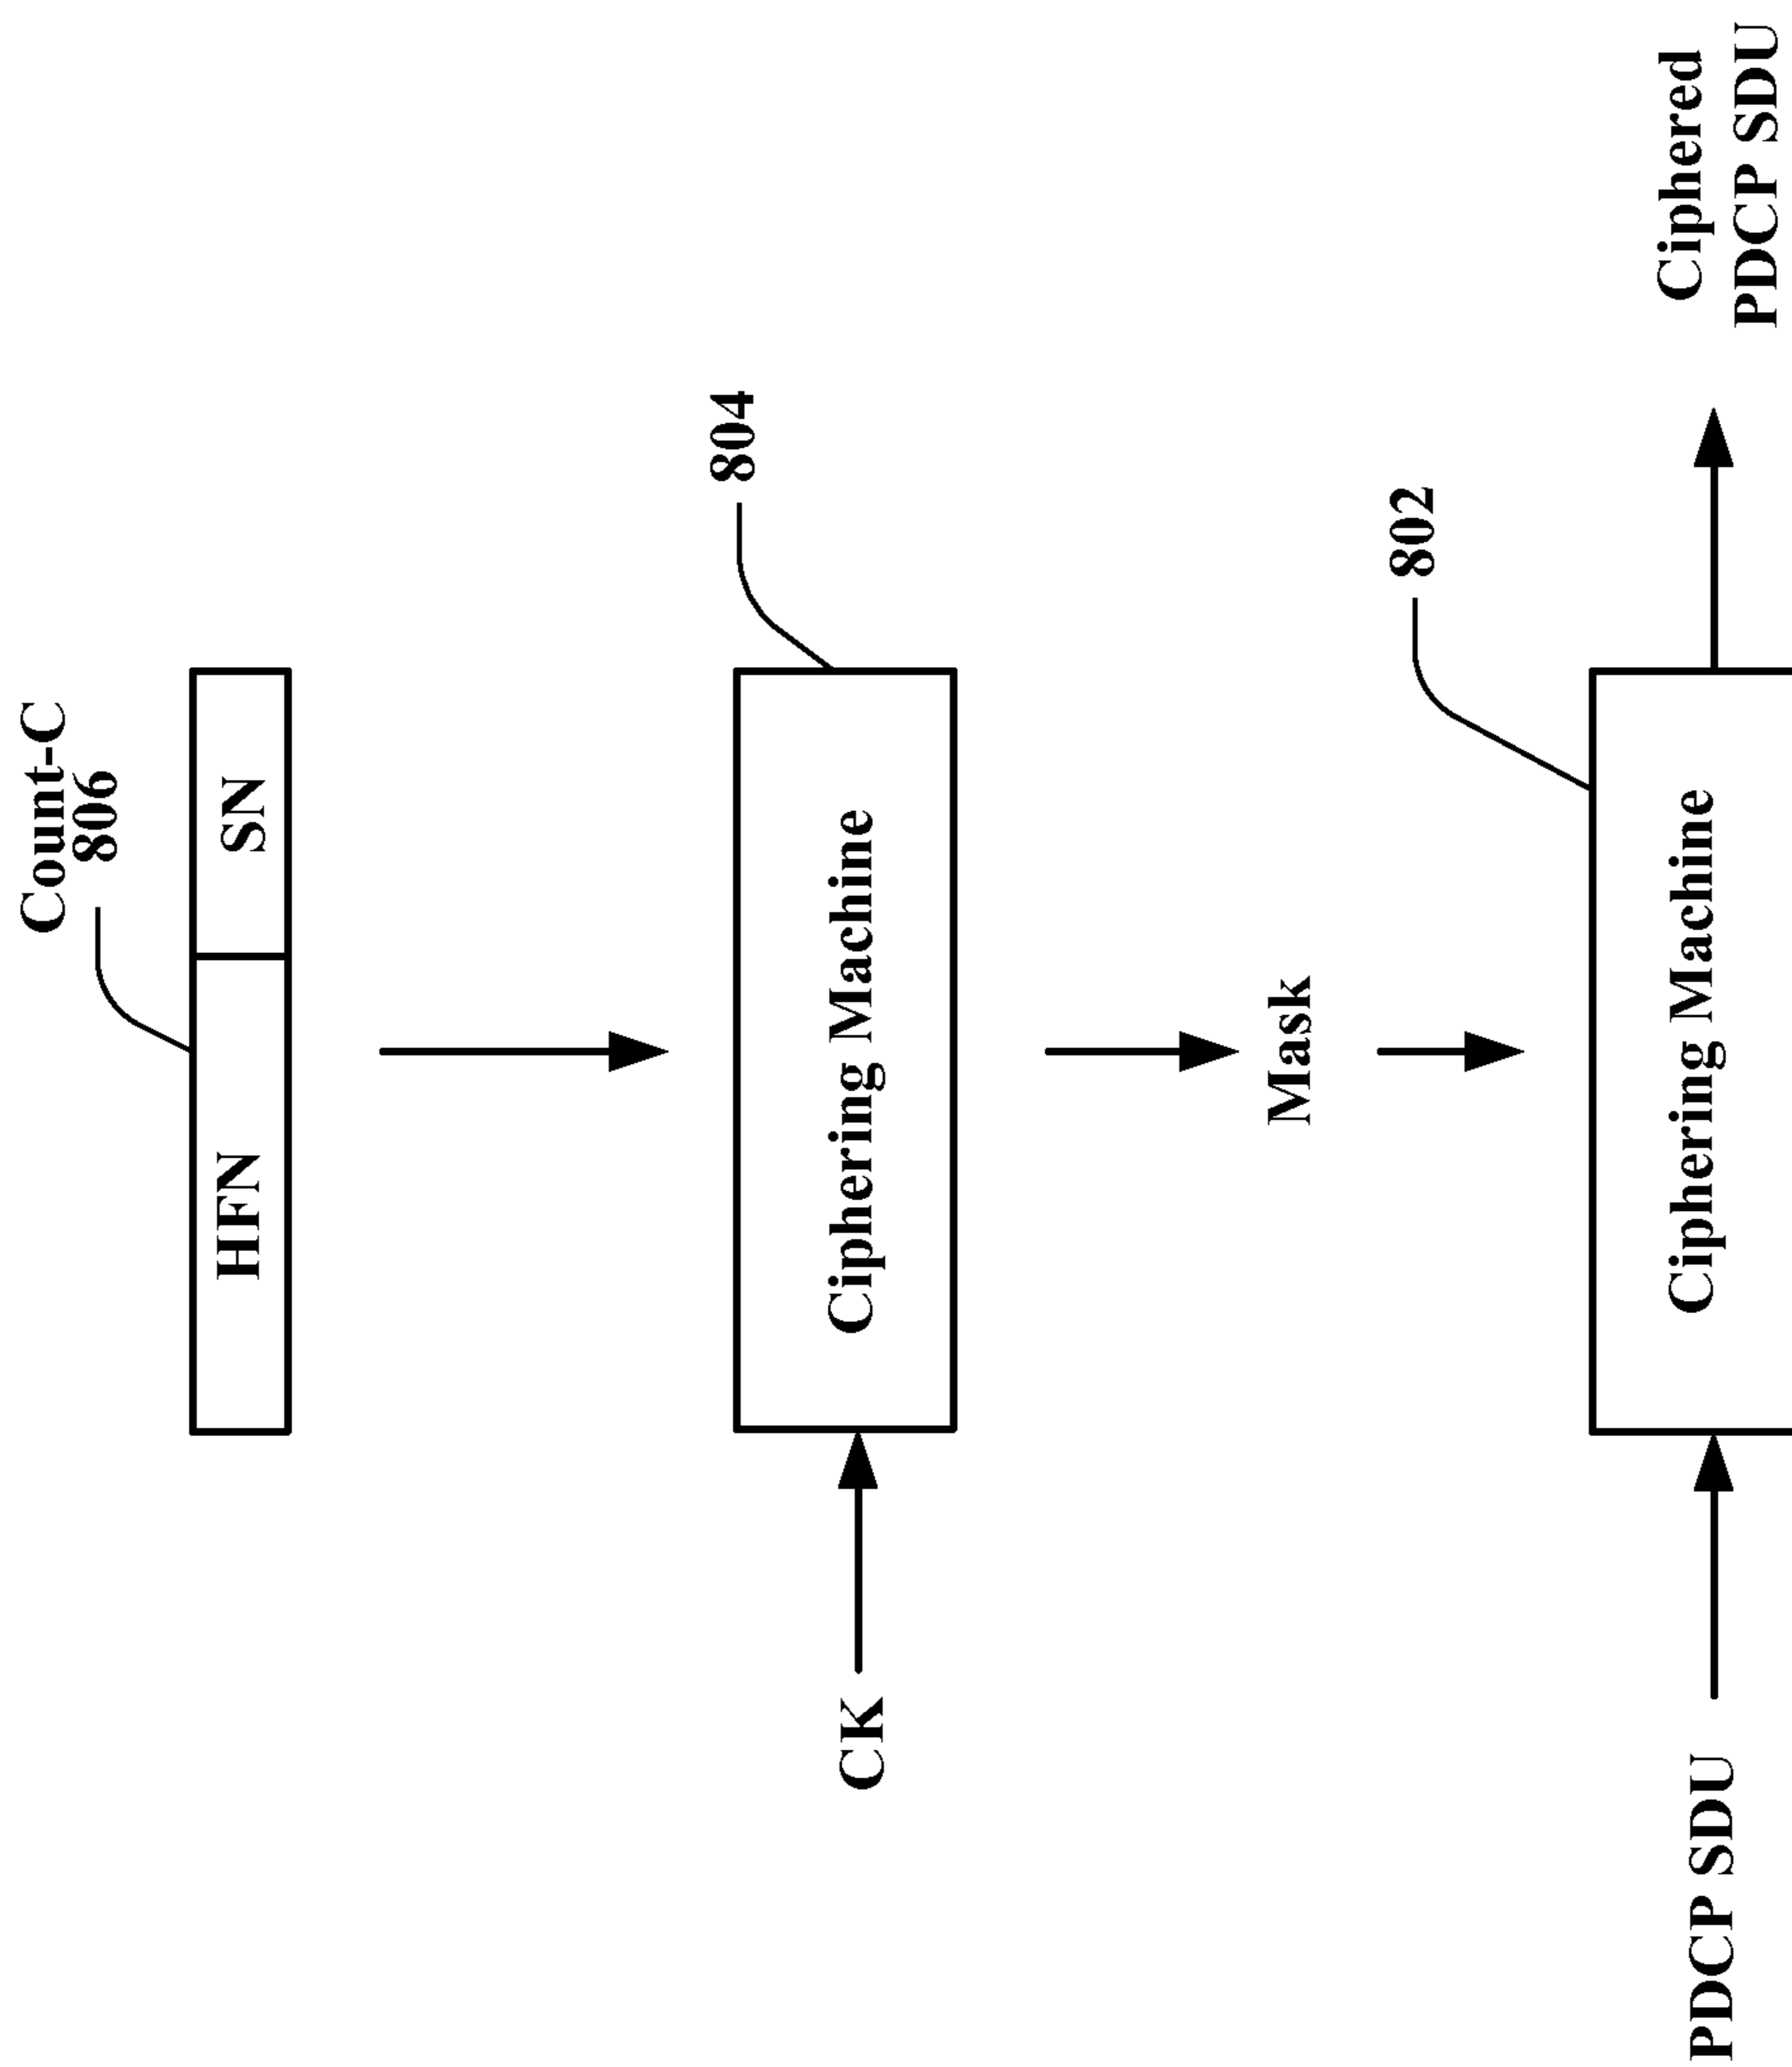 Count-C
806
HFN
SN
804
CK
Ciphering Machine
Mask
802
PDCP SDU
Ciphering Machine
Ciphered
PDCP SDU